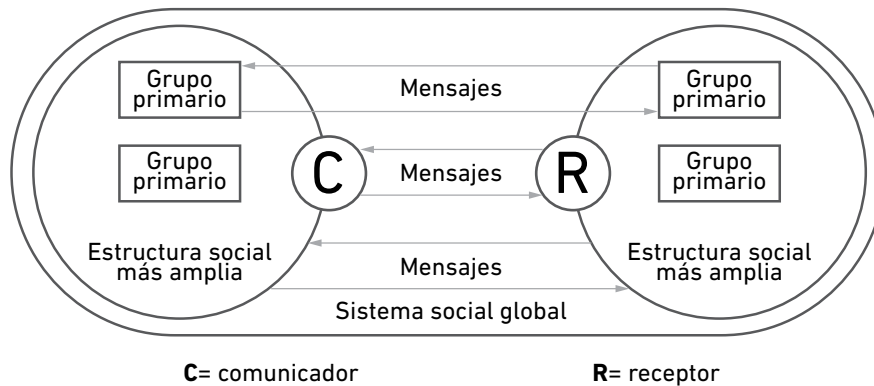 Grupo
primario
Mensajes
Grupo
primario
Grupo
primario
C
Mensajes
R
Grupo
primario
Estructura social
más amplia
Mensajes
Estructura social
más amplia
Sistema social global
C= comunicador
R= receptor